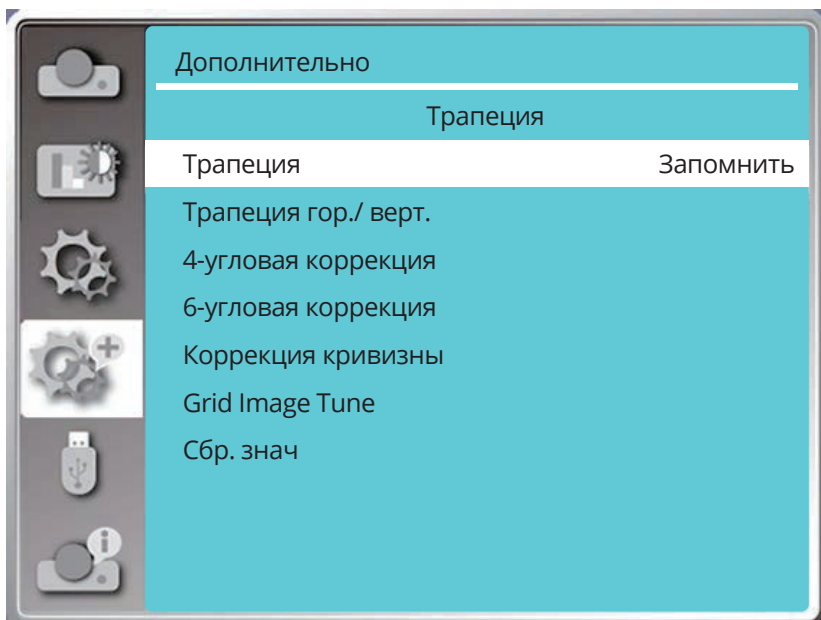 Дополнительно
Трапеция
Трапеция Запомнить
Трапеция гор./ верт.
4-угловая коррекция
6-угловая коррекция
Коррекция кривизны
Grid Image Tune
Сбр. знач